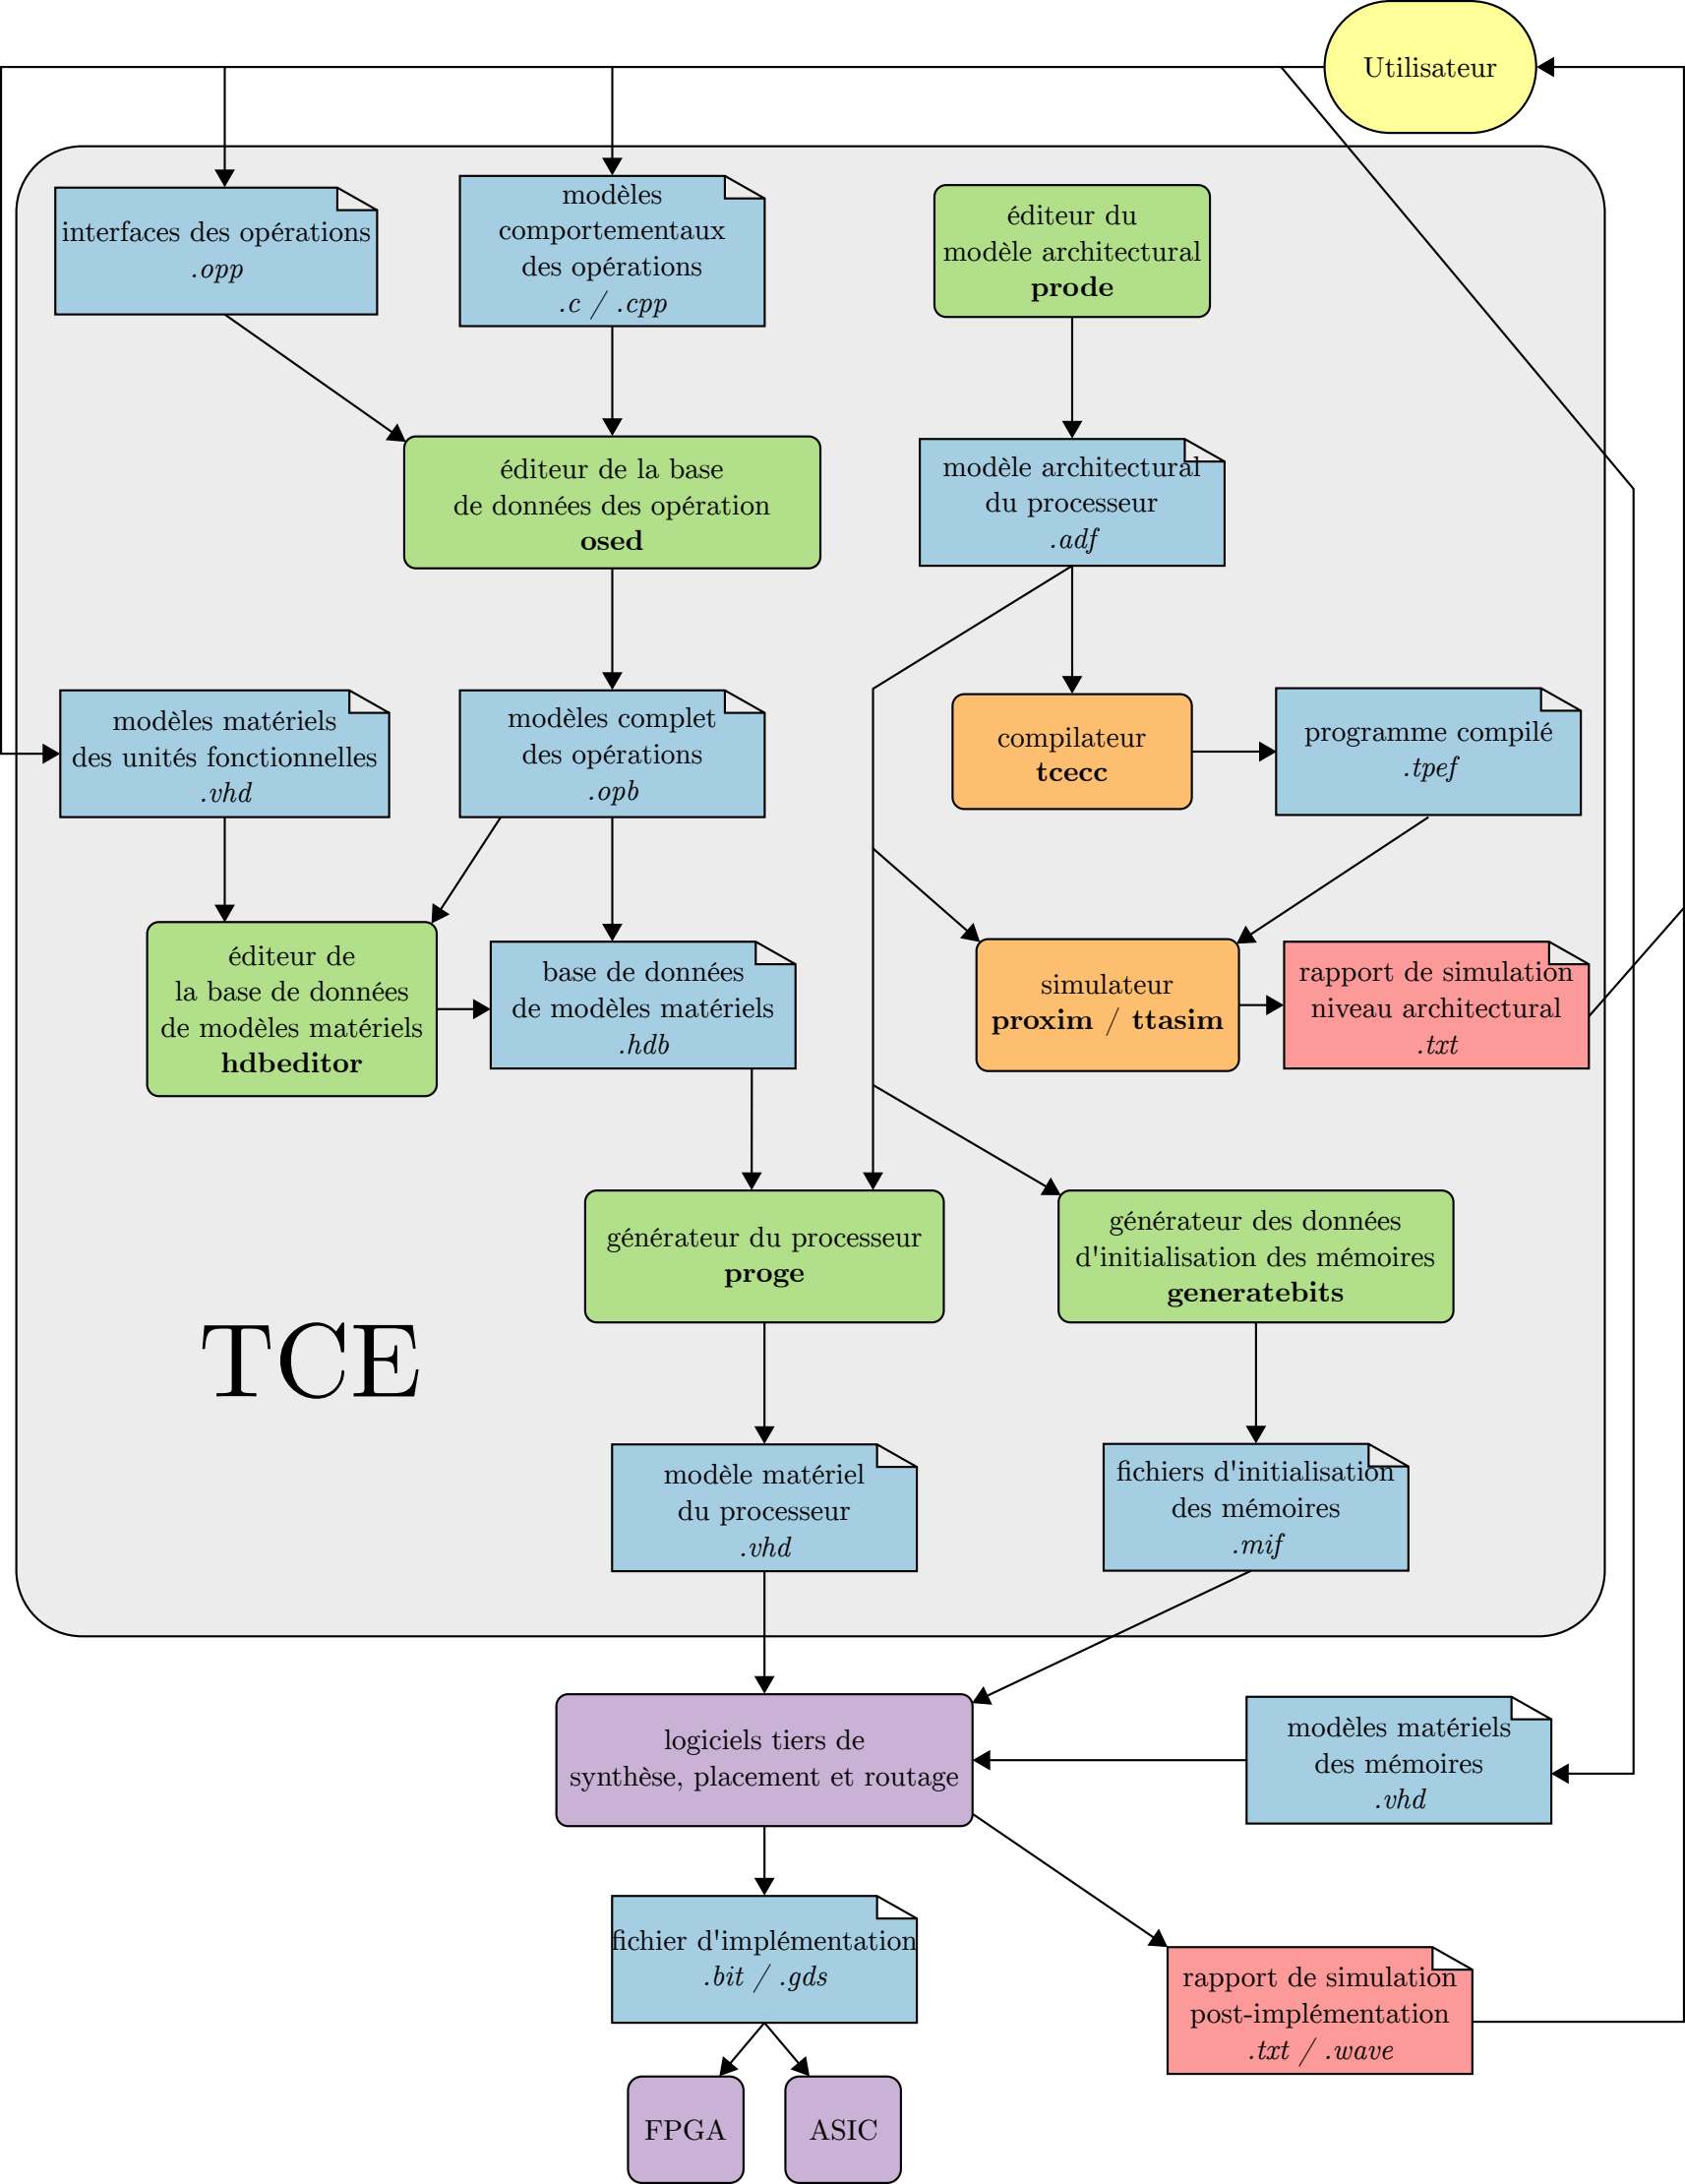 Utilisateur
interfaces des opérations
.opp
modèles
comportementaux
des opérations
.c / .cpp
éditeur du
modèle architectural
prode
éditeur de la base
de données des opération
osed
modèle architectural
du processeur
.adf
modèles matériels
des unités fonctionnelles
.vhd
modèles complet
des opérations
.opb
compilateur
tcecc
programme compilé
.tpef
éditeur de
la base de données
de modèles matériels
hdbeditor
base de données
de modèles matériels
.hdb
simulateur
proxim / ttasim
rapport de simulation
niveau architectural
.txt
générateur du processeur
proge
générateur des données
d'initialisation des mémoires
generatebits
TCE
modèle matériel
du processeur
.vhd
fichiers d'initialisation
des mémoires
.mif
logiciels tiers de
synthèse, placement et routage
modèles matériels
des mémoires
.vhd
fichier d'implémentation
.bit / .gds
rapport de simulation
post-implémentation
.txt / .wave
FPGA
ASIC